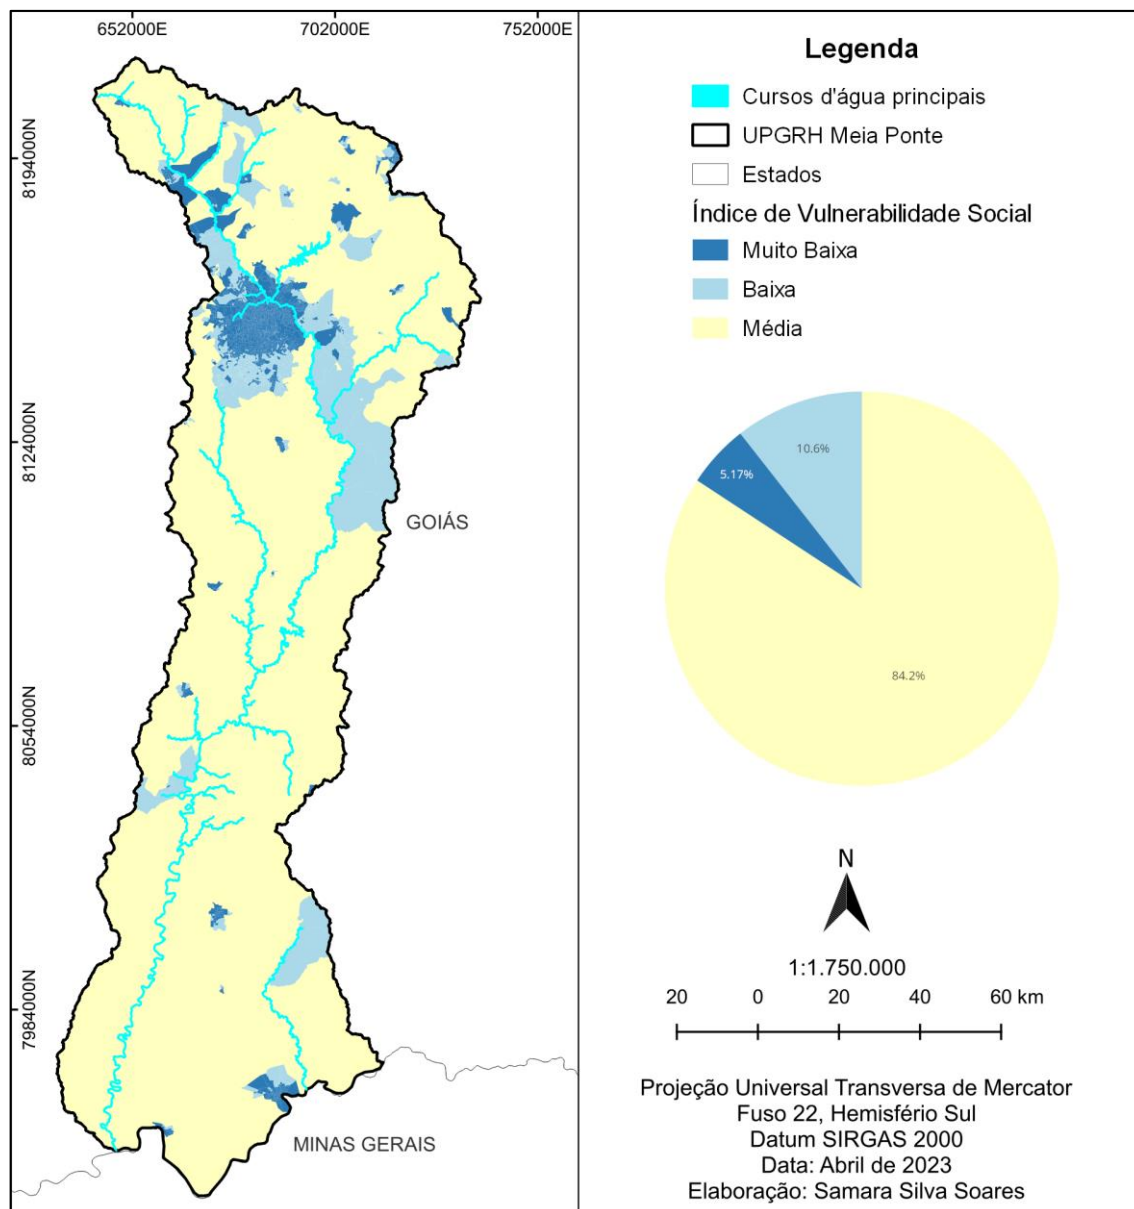 652000E
702000E
752000E
8194000N
8124000N
8054000N
7984000N
GOIÁS
MINAS GERAIS
Legenda
Cursos d'água principais
UPGRH Meia Ponte
Estados
Índice de Vulnerabilidade Social
Muito Baixa
Baixa
Média
10.6%
5.17%
84.2%
N
1:1.750.000
20 0 20 40 60 km
Projeção Universal Transversa de Mercator
Fuso 22, Hemisfério Sul
Datum SIRGAS 2000
Data: Abril de 2023
Elaboração: Samara Silva Soares